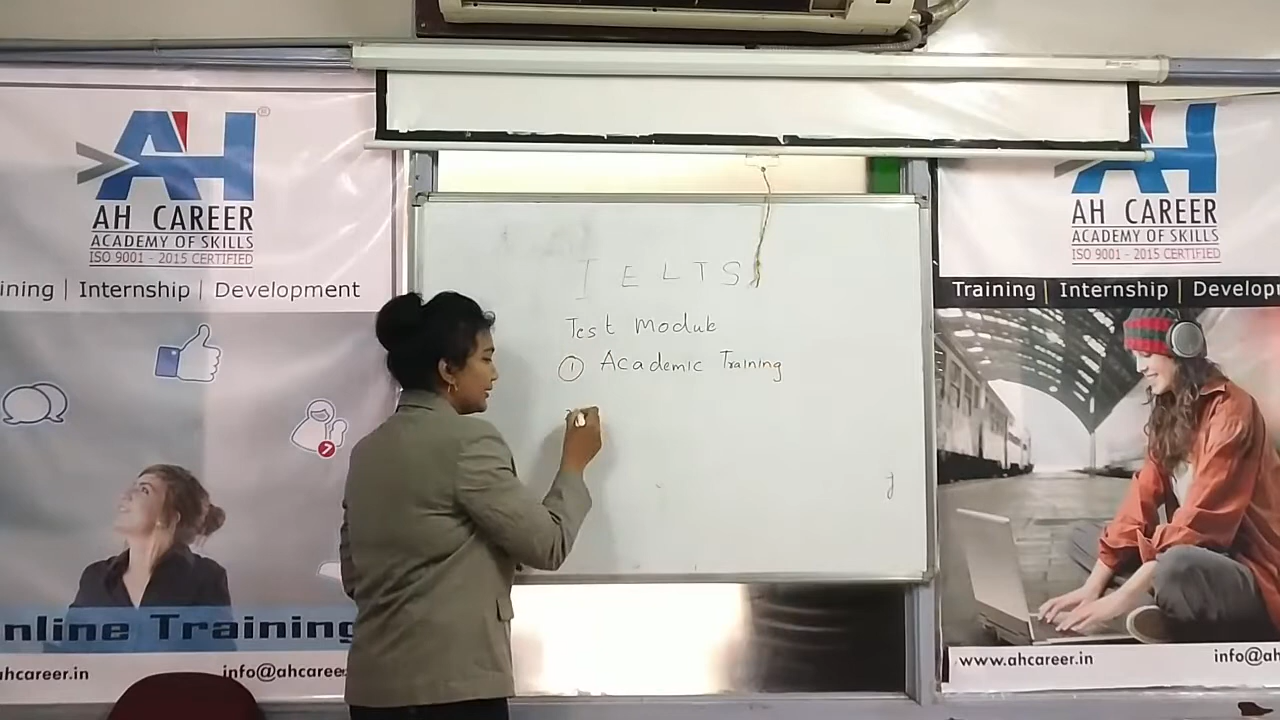 AH
AH CAREER
ACADEMY OF SKILLS
ISO 9001 - 2015 CERTIFIED
ining | Internship | Development
7
nline Training
ahcareer.in
info@ahcaree
IELTS
Test Module
① Academic Training
AH
AH CAREER
ACADEMY OF SKILLS
ISO 9001 - 2015 CERTIFIED
Training | Internship | Develop
www.ahcareer.in
info@ah